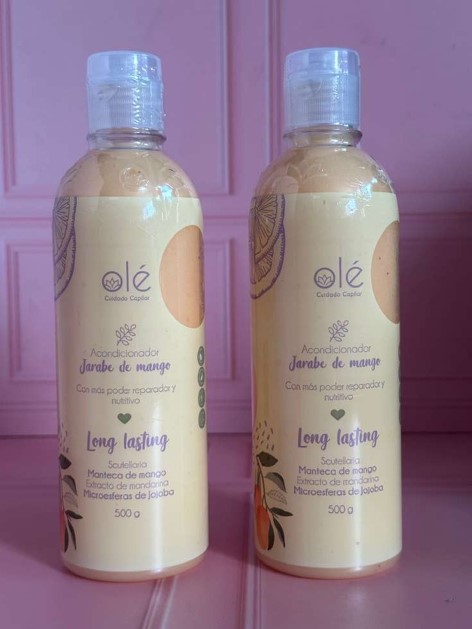 olé
Cuidado Capilar
Acondicionador
Jarabe de mango
Con más poder reparador y
nutritivo
Long lasting
Scutellaria
Manteca de mango
Extracto de mandarina
Microesferas de Jojoba
500 g
olé
Cuidado Capilar
Acondicionador
Jarabe de mango
Con más poder reparador y
nutritivo
Long lasting
Scutellaria
Manteca de mango
Extracto de mandarina
Microesferas de Jojoba
500 g